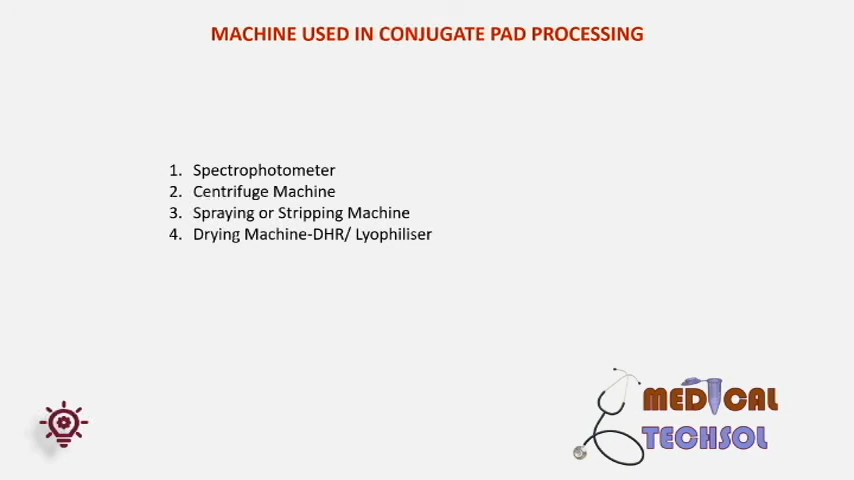 MACHINE USED IN CONJUGATE PAD PROCESSING
1. Spectrophotometer
2. Centrifuge Machine
3. Spraying or Stripping Machine
4. Drying Machine-DHR/ Lyophiliser
MEDICAL
TECHSOL